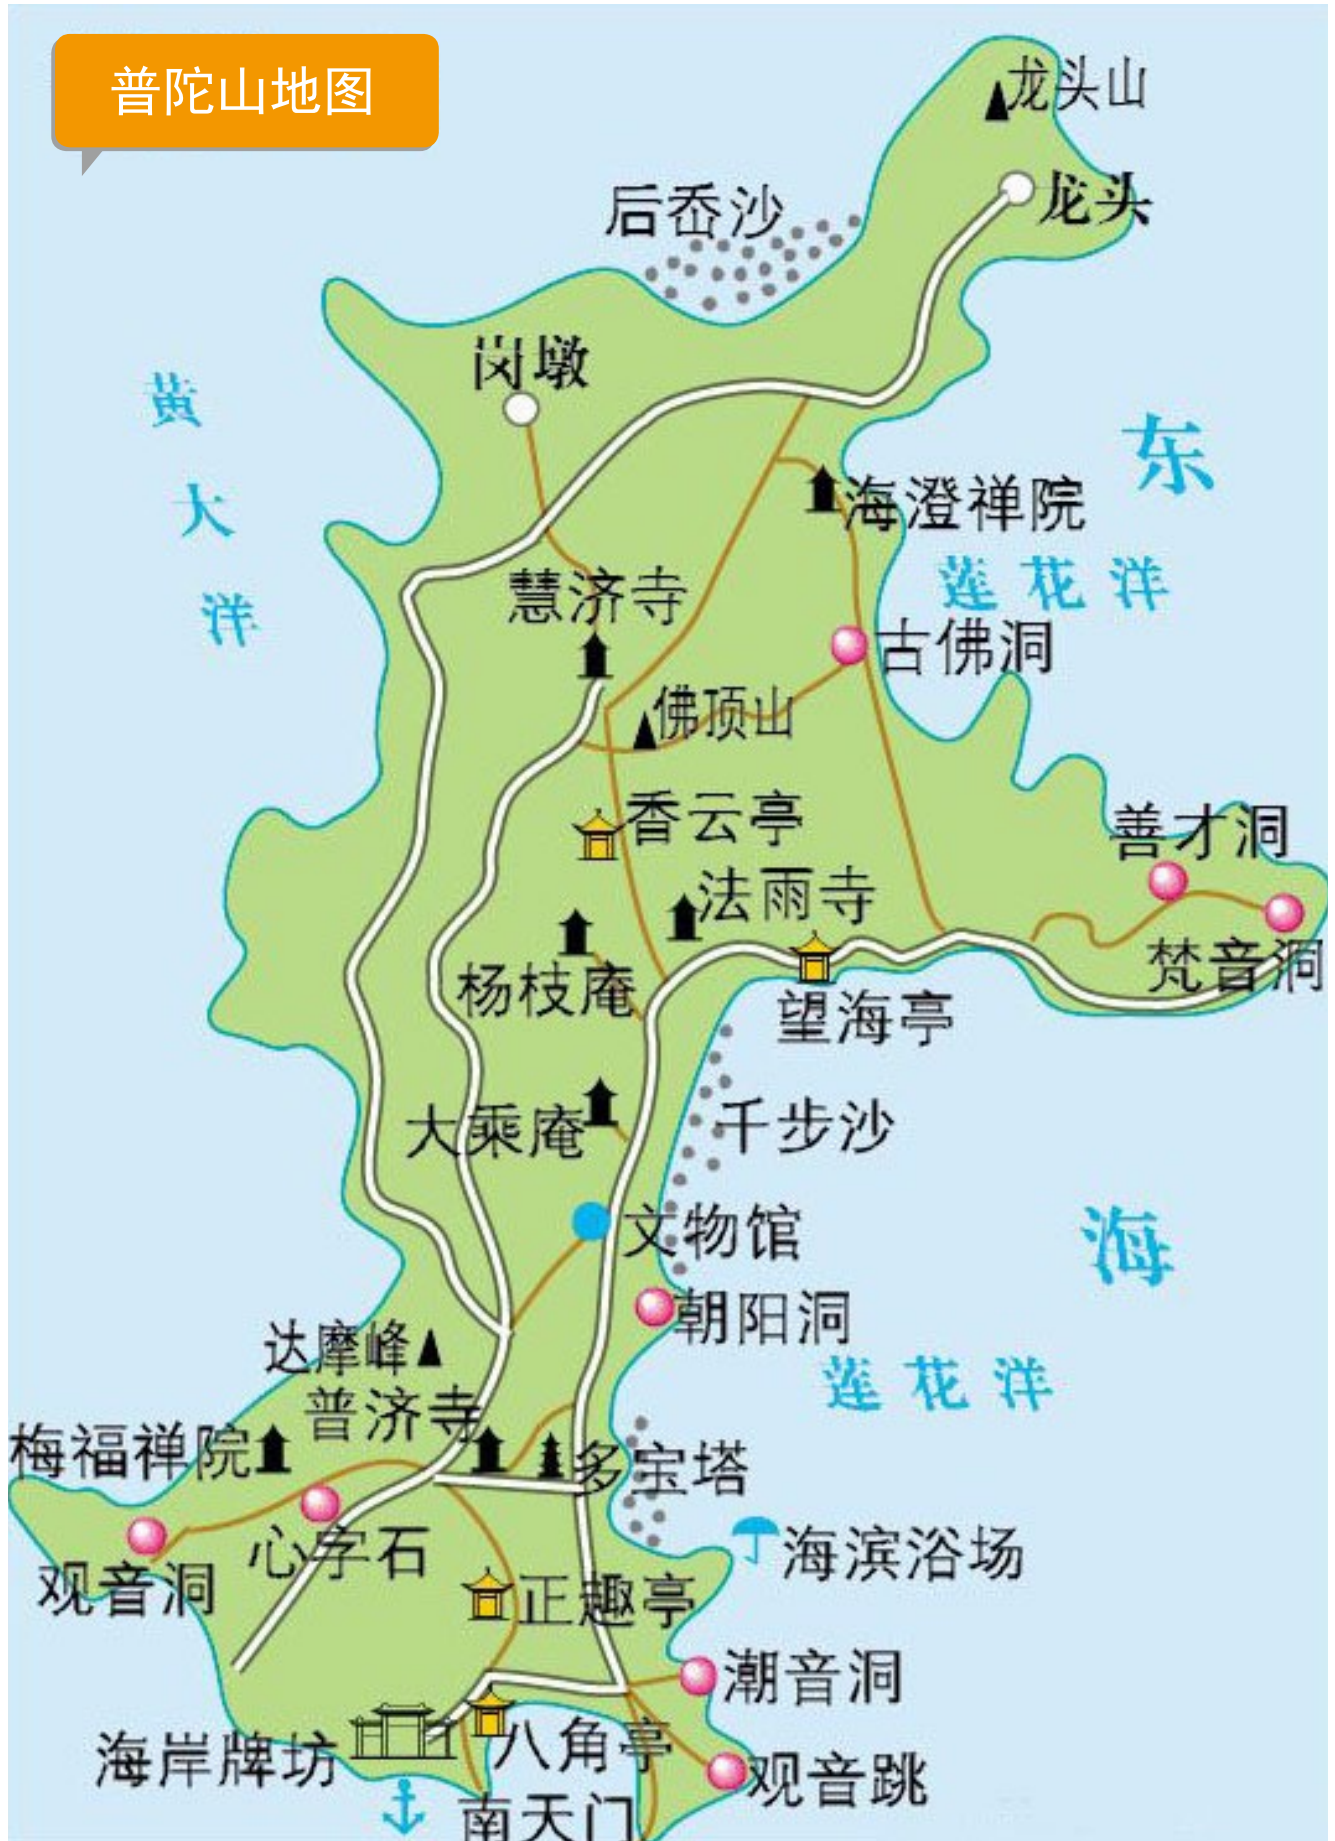 普陀山地图
龙头山
龙头
后岙沙
岗墩
黄大洋
东
海澄禅院
莲花洋
慧济寺
古佛洞
佛顶山
香云亭
善才洞
法雨寺
梵音洞
杨枝庵
望海亭
大乘庵
千步沙
文物馆
海
朝阳洞
达摩峰
莲花洋
普济寺
梅福禅院
多宝塔
心字石
海滨浴场
观音洞
正趣亭
潮音洞
海岸牌坊
八角亭
观音跳
南天门